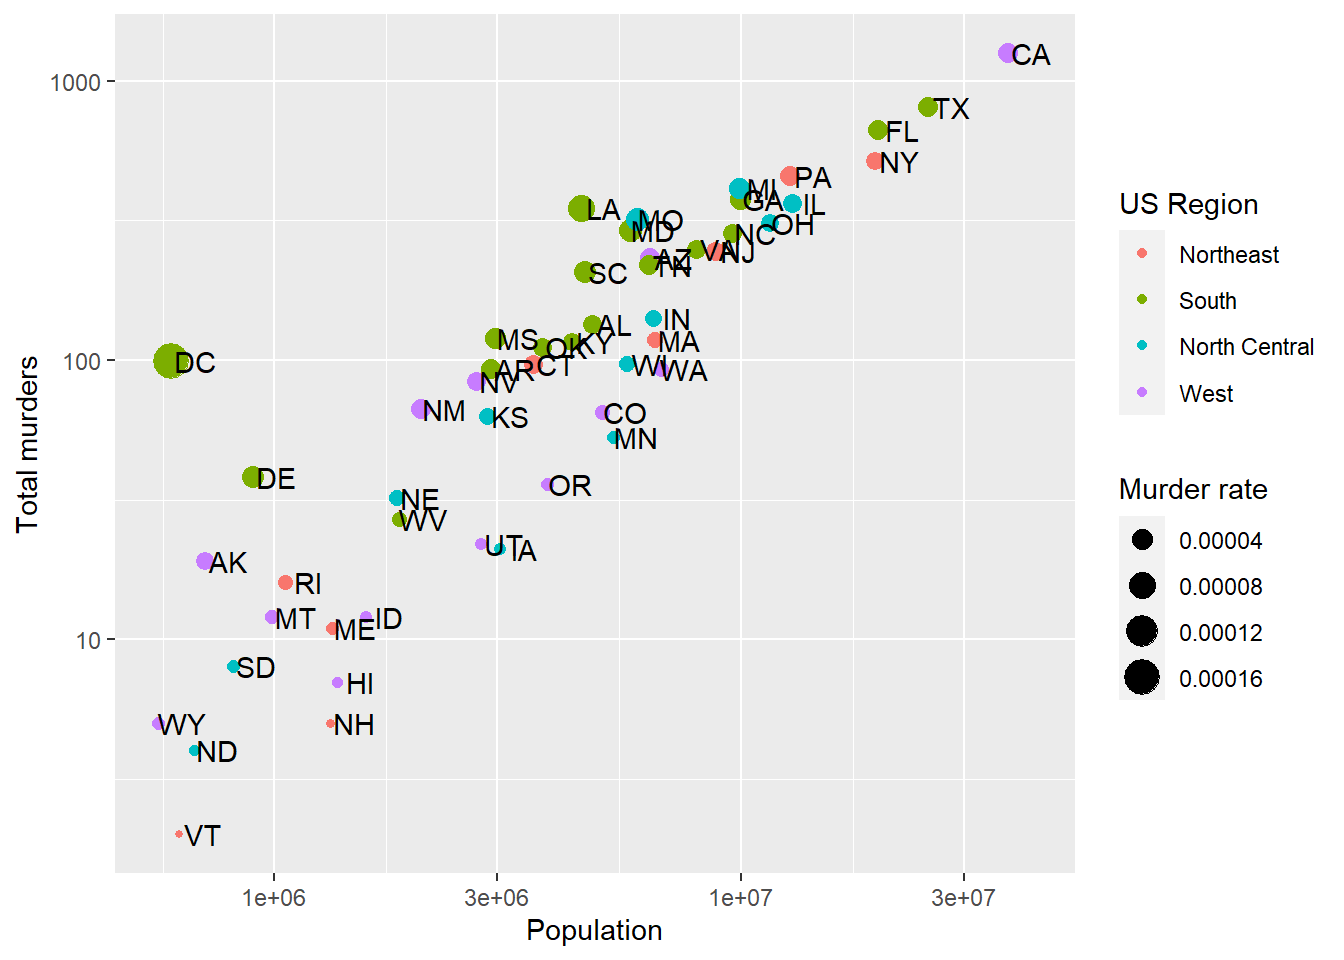 1000
100
10
Total murders
CA
TX
FL
NY
PA
MI
GA
IL
LA
MO
MD
OH
NC
VA
NJ
AZ
TN
SC
IN
AL
MA
MS
KY
OK
DC
WI
WA
CT
AR
NV
NM
KS
CO
MN
DE
OR
NE
WV
UT
IA
AK
RI
MT
ID
ME
SD
HI
WY
NH
ND
VT
1e+06
3e+06
1e+07
3e+07
Population
US Region
Northeast
South
North Central
West
Murder rate
0.00004
0.00008
0.00012
0.00016